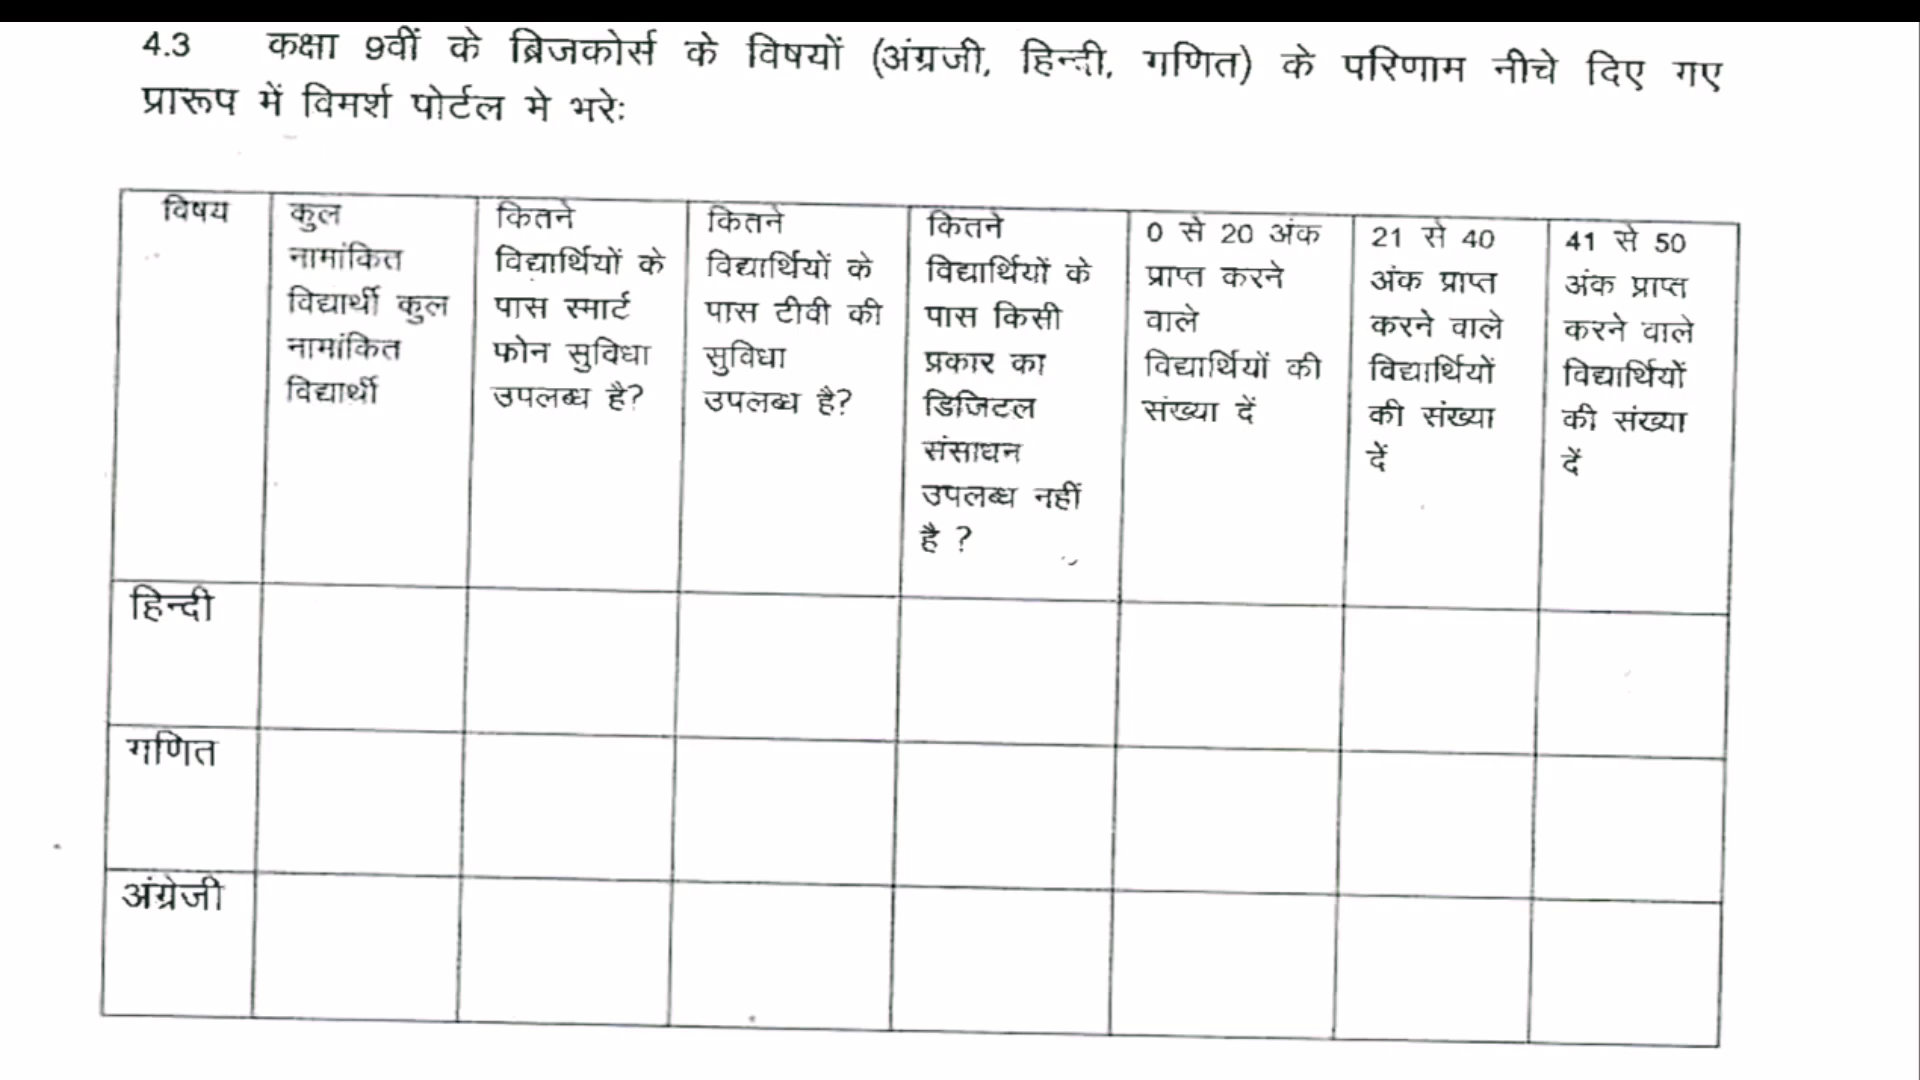 4.3 कक्षा 9वीं के ब्रिजकोर्स के विषयों (अंग्रजी, हिन्दी, गणित) के परिणाम नीचे दिए गए
प्रारूप में विमर्श पोर्टल मे भरेः
विषय
कुल
नामांकित
विद्यार्थी कुल
नामांकित
विद्यार्थी
कितने
विद्यार्थियों के
पास स्मार्ट
फोन सुविधा
उपलब्ध है?
कितने
विद्यार्थियों के
पास टीवी की
सुविधा
उपलब्ध है?
कितने
विद्यार्थियों के
पास किसी
प्रकार का
डिजिटल
संसाधन
उपलब्ध नहीं
है ?
0 से 20 अंक
प्राप्त करने
वाले
विद्यार्थियों की
संख्या दें
21 से 40
अंक प्राप्त
करने वाले
विद्यार्थियों
की संख्या
दें
41 से 50
अंक प्राप्त
करने वाले
विद्यार्थियों
की संख्या
दें
हिन्दी
गणित
अंग्रेजी